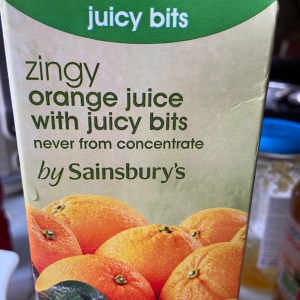 juicy bits
zingy
orange juice
with juicy bits
never from concentrate
by Sainsbury's